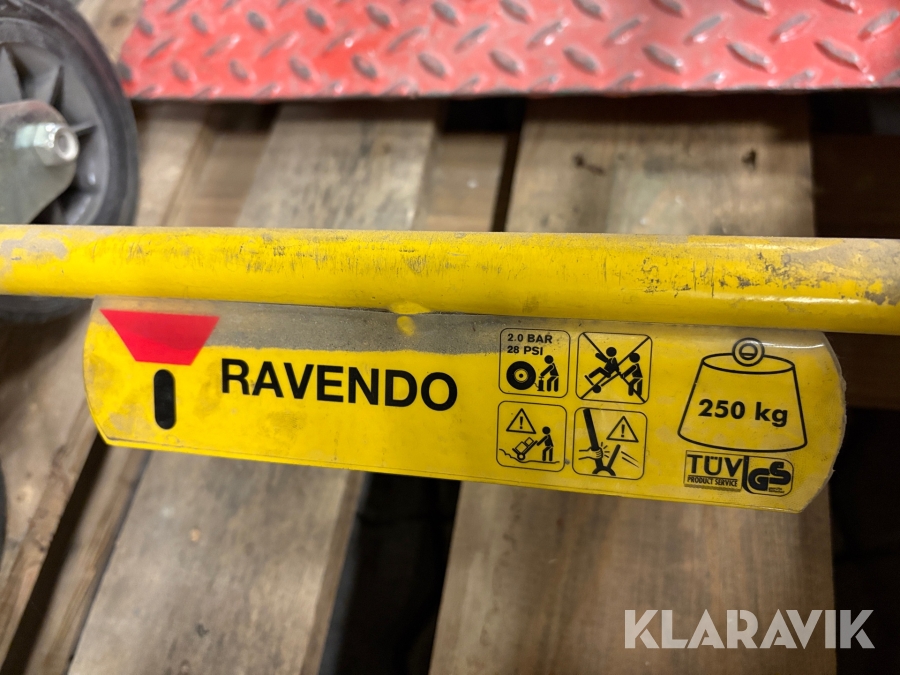 RAVENDO
2.0 BAR
28 PSI
250 kg
TÜV
PRODUCT SERVICE
GS
KLARAVIK